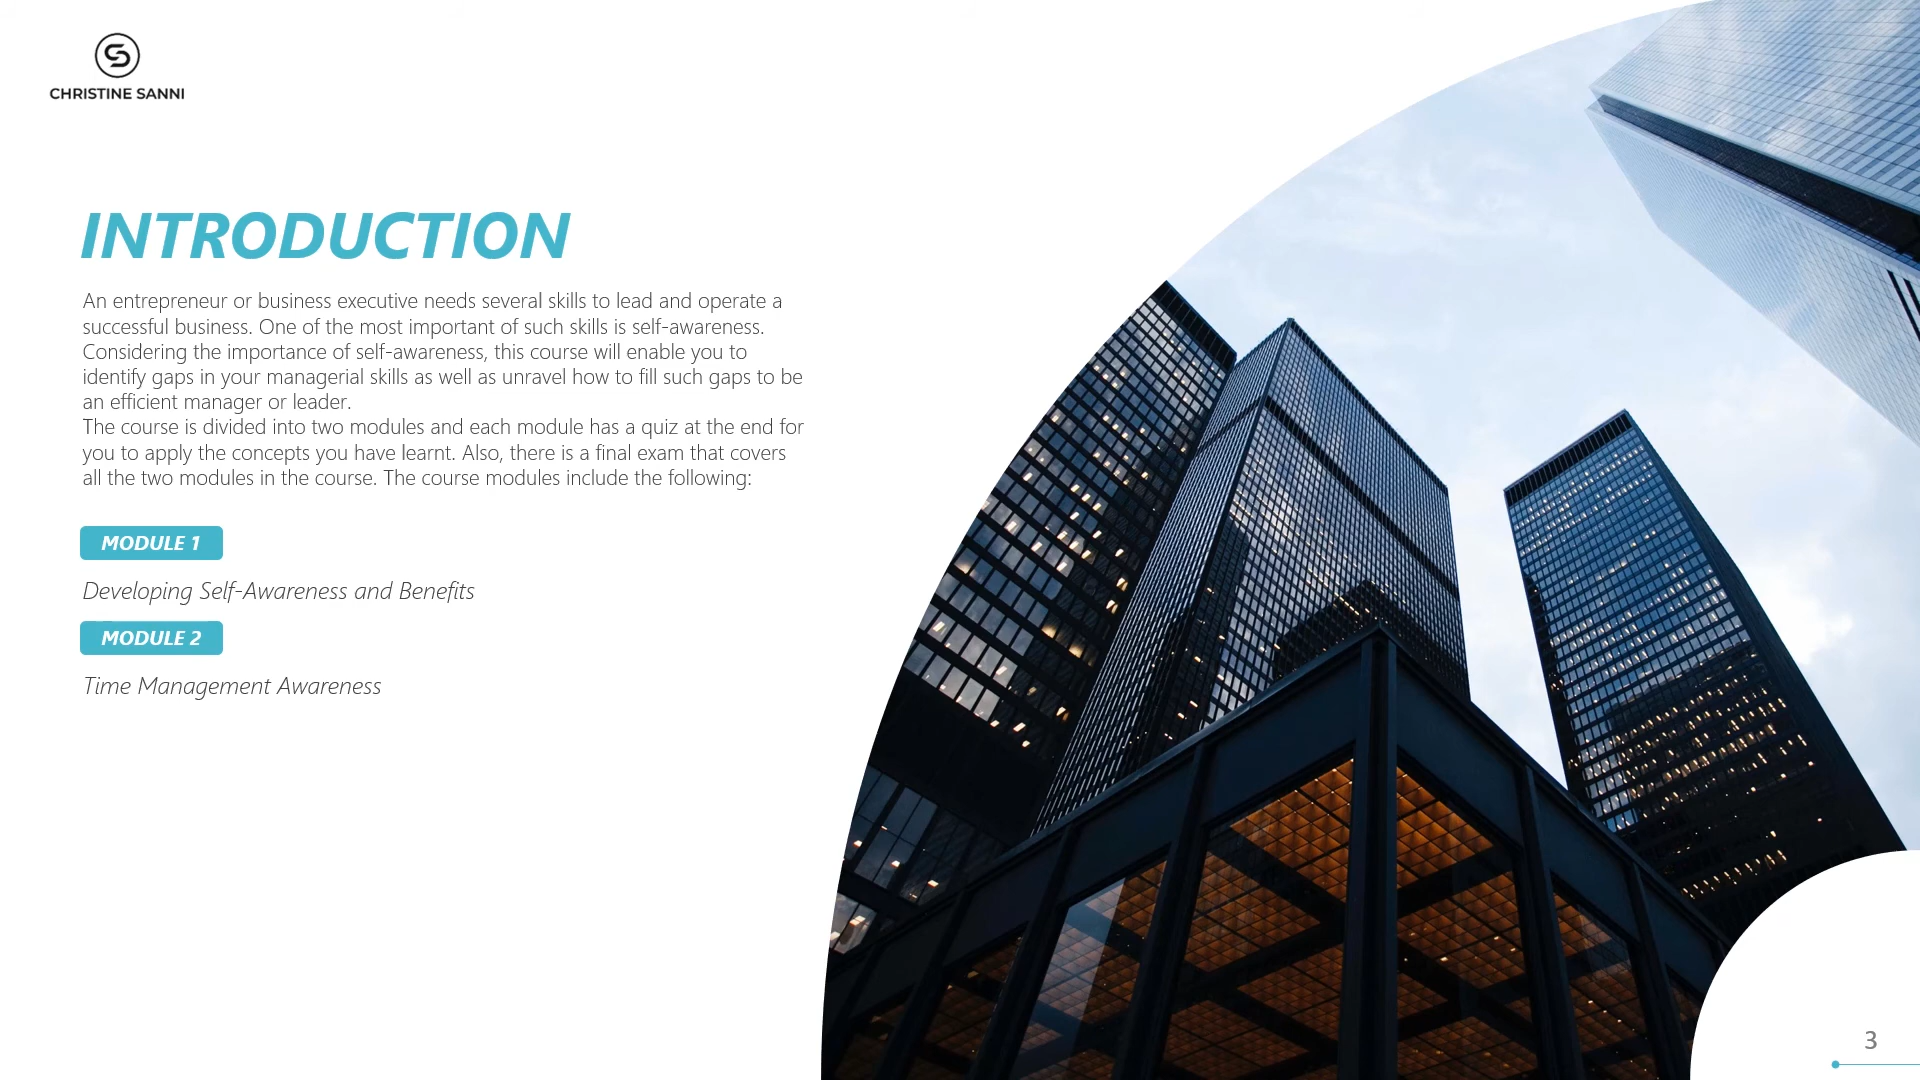 CHRISTINE SANNI
INTRODUCTION
An entrepreneur or business executive needs several skills to lead and operate a
successful business. One of the most important of such skills is self-awareness.
Considering the importance of self-awareness, this course will enable you to
identify gaps in your managerial skills as well as unravel how to fill such gaps to be
an efficient manager or leader.
The course is divided into two modules and each module has a quiz at the end for
you to apply the concepts you have learnt. Also, there is a final exam that covers
all the two modules in the course. The course modules include the following:
MODULE 1
Developing Self-Awareness and Benefits
MODULE 2
Time Management Awareness
3